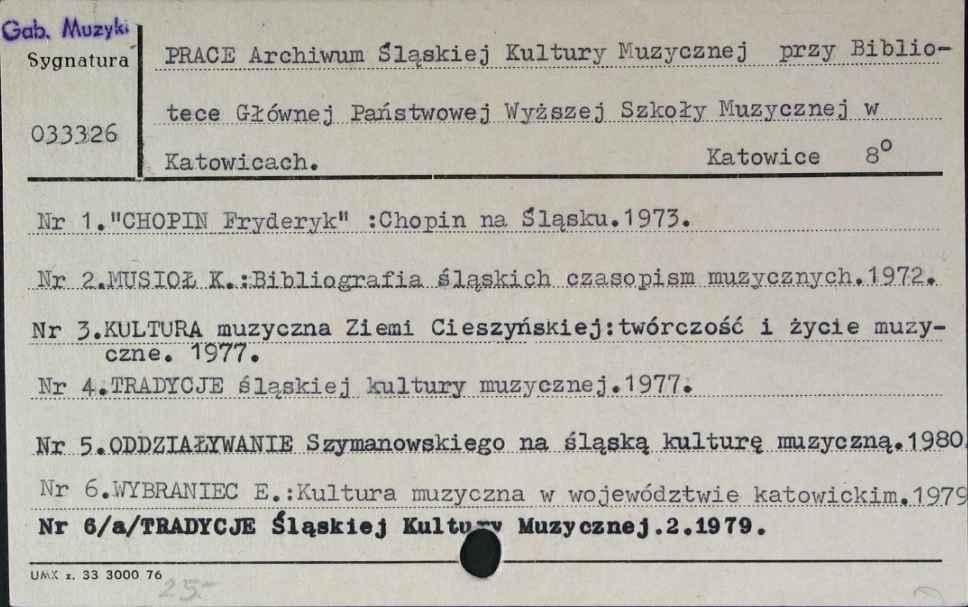 Gab. Muzyki
Sygnatura
033326
PRACE Archiwum Śląskiej Kultury Muzycznej przy Biblio-
tece Głównej Państwowej Wyższej Szkoły Muzycznej w
Katowicach. Katowice 8º
Nr 1."CHOPIN Fryderyk" :Chopin na Śląsku.1973.
Nr 2.MUSIOŁ K.:Bibliografia śląskich czasopism muzycznych.1972.
Nr 3.KULTURA muzyczna Ziemi Cieszyńskiej:twórczość i życie muzy-
czne. 1977.
Nr 4.TRADYCJE śląskiej kultury muzycznej.1977.
Nr 5.ODDZIAŁYWANIE Szymanowskiego na śląską kulturę muzyczną.1980
Nr 6.WYBRANIEC E.:Kultura muzyczna w województwie katowickim.1979
Nr 6/a/TRADYCJE Śląskiej Kultury Muzycznej.2.1979.
UMK z. 33 3000 76
25.-